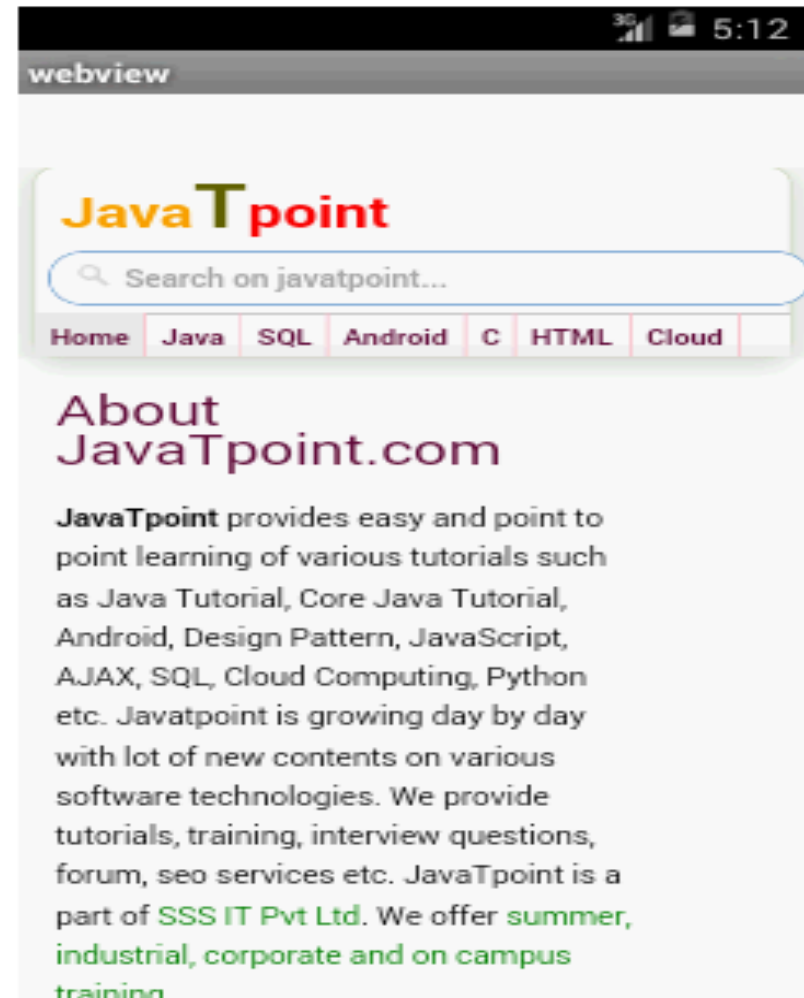 3G 5:12
webview
JavaTpoint
Search on javatpoint...
Home Java SQL Android C HTML Cloud
About
JavaTpoint.com
JavaTpoint provides easy and point to
point learning of various tutorials such
as Java Tutorial, Core Java Tutorial,
Android, Design Pattern, JavaScript,
AJAX, SQL, Cloud Computing, Python
etc. Javatpoint is growing day by day
with lot of new contents on various
software technologies. We provide
tutorials, training, interview questions,
forum, seo services etc. JavaTpoint is a
part of SSS IT Pvt Ltd. We offer summer,
industrial, corporate and on campus
training